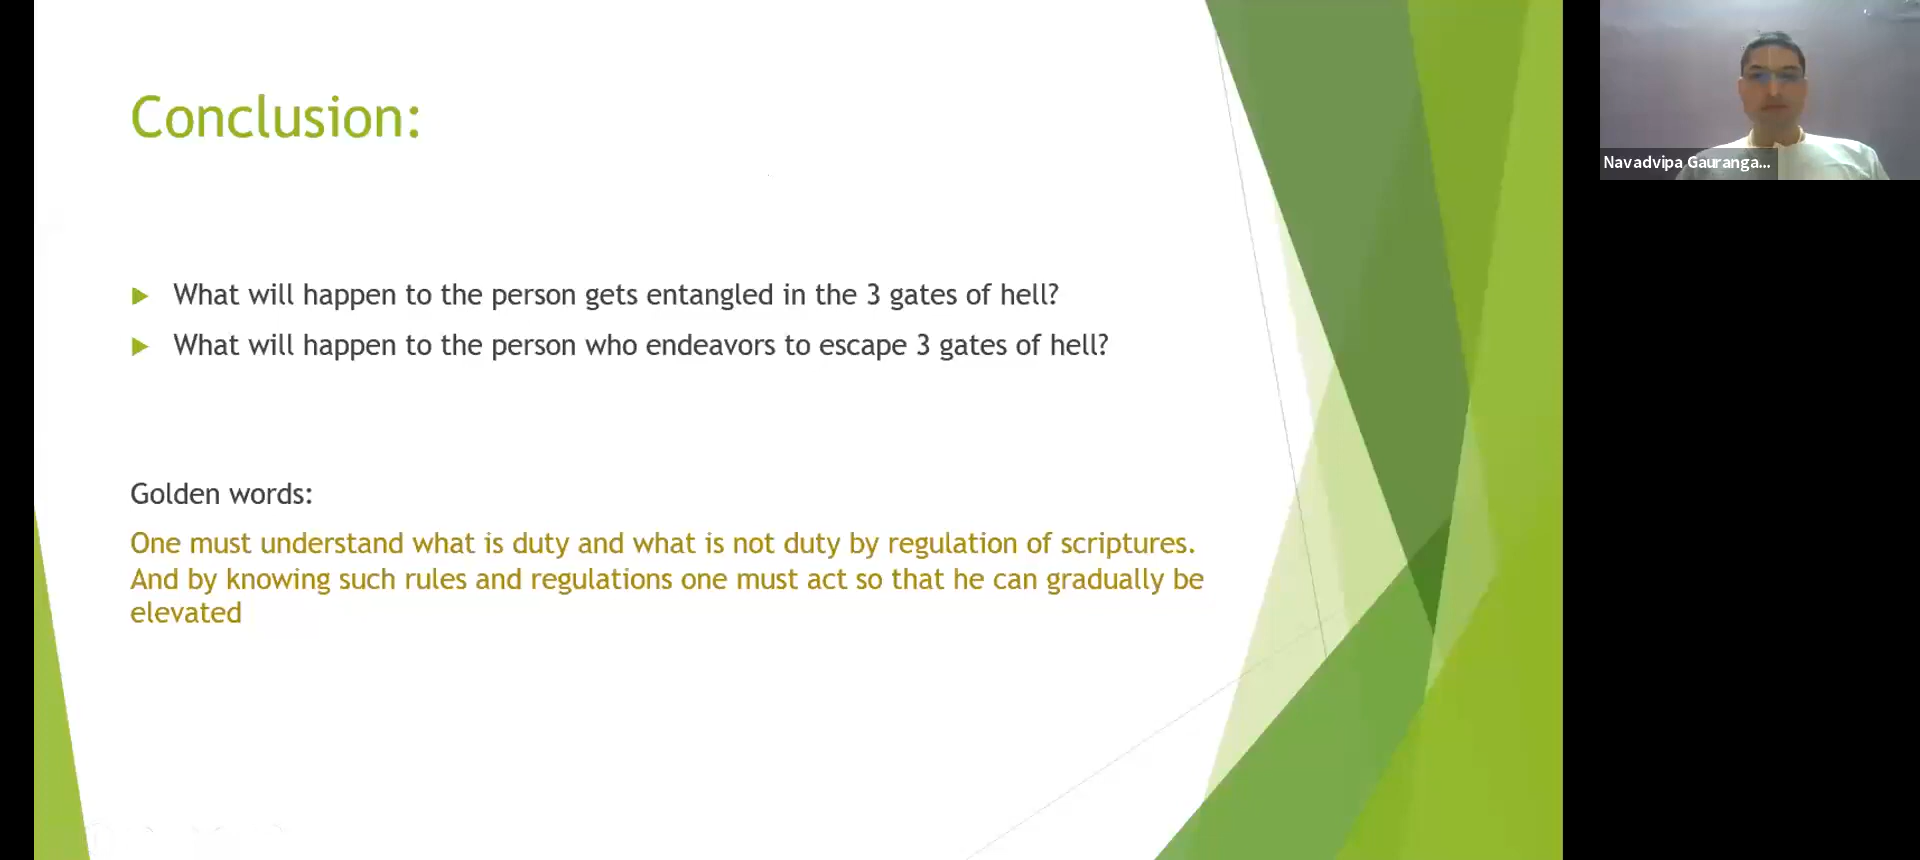 Conclusion:
What will happen to the person gets entangled in the 3 gates of hell?
What will happen to the person who endeavors to escape 3 gates of hell?
Golden words:
One must understand what is duty and what is not duty by regulation of scriptures.
And by knowing such rules and regulations one must act so that he can gradually be
elevated
Navadvipa Gauranga...